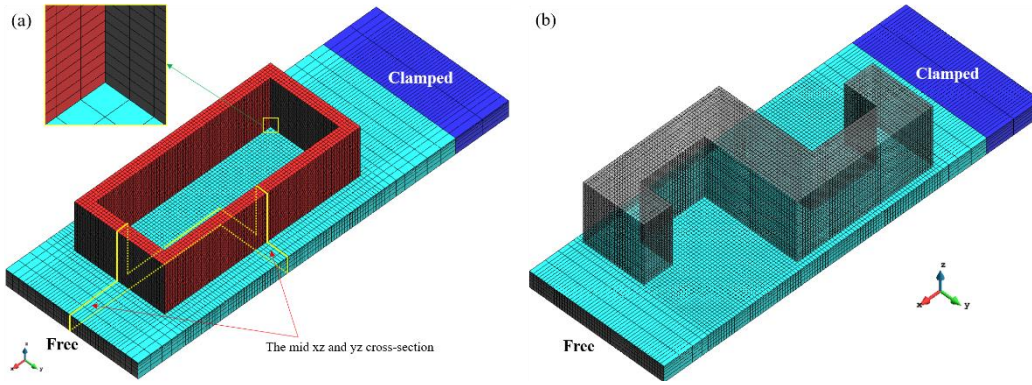 (a)
Clamped
Free
The mid xz and yz cross-section
z
x
y
(b)
Clamped
Free
z
x
y